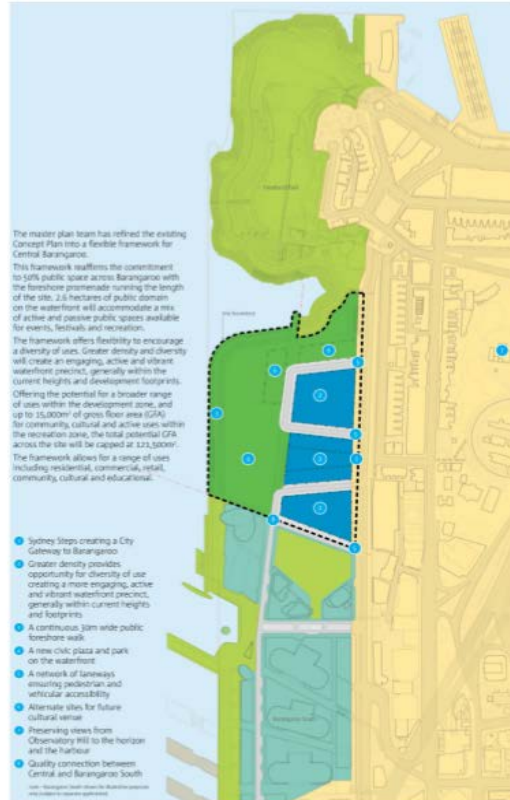 The master plan team has refined the existing
Concept Plan into a flexible framework for
Central Barangaroo.
This framework reaffirms the commitment
to 50% public space across Barangaroo with
the foreshore promenade running the length
of the site. 2.6 hectares of public domain
on the waterfront will accommodate a mix
of active and passive public spaces available
for events, festivals and recreation.
The framework offers flexibility to encourage
a diversity of uses. Greater density and diversity
will create an engaging, active and vibrant
waterfront precinct, generally within the
current heights and development footprints.
Offering the potential for a broader range
of uses within the development zone, and
up to 15,000m² of gross floor area (GFA)
for community, cultural and active uses within
the recreation zone, the total potential GFA
across the site will be capped at 121,500m².
The framework allows for a range of uses
including residential, commercial, retail,
community, cultural and educational.
Sydney Steps creating a City
Gateway to Barangaroo
Greater density provides
opportunity for diversity of use
creating a more engaging, active
and vibrant waterfront precinct,
generally within current heights
and footprints
A continuous 30m wide public
foreshore walk
A new civic plaza and park
on the waterfront
A network of laneways
ensuring pedestrian and
vehicular accessibility
Alternate sites for future
cultural venue
Preserving views from
Observatory Hill to the horizon
and the harbour
Quality connection between
Central and Barangaroo South